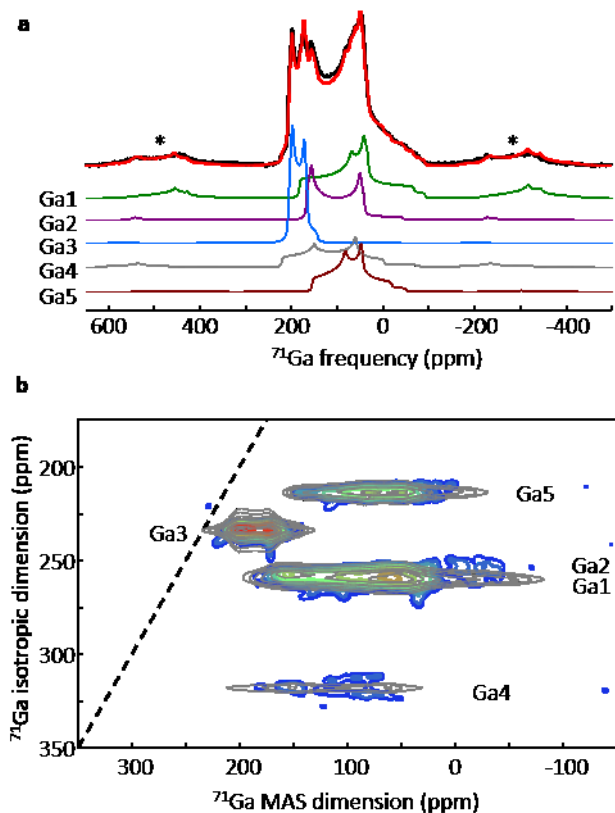 a
*
*
Ga1
Ga2
Ga3
Ga4
Ga5
600 400 200 0 -200 -400
⁷¹Ga frequency (ppm)
b
200
250
300
350
⁷¹Ga isotropic dimension (ppm)
Ga5
Ga3
Ga2
Ga1
Ga4
300 200 100 0 -100
⁷¹Ga MAS dimension (ppm)